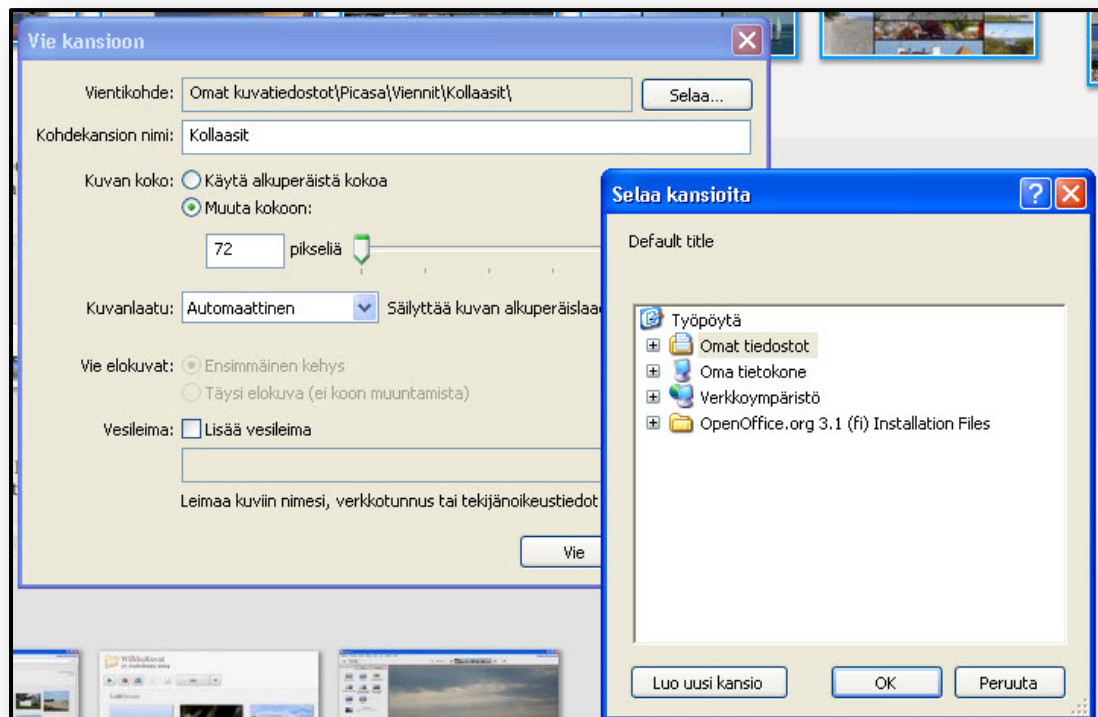 Vie kansioon
Vientikohde: Omat kuvatiedostot\Picasa\Viennit\Kollaasit\ Selaa...
Kohdekansion nimi: Kollaasit
Kuvan koko: Käytä alkuperäistä kokoa
Muuta kokoon:
72 pikseliä
Kuvanlaatu: Automaattinen Säilyttää kuvan
Vie elokuvat: Ensimmäinen kehys
Täysi elokuva (ei koon muuntamista)
Vesileima: Lisää vesileima
Leimaa kuviin nimesi, verkkotunnus tai tekijänoikeustiedot
Vie
Selaa kansioita
Default title
Työpöytä
Omat tiedostot
Oma tietokone
Verkkoympäristö
OpenOffice.org 3.1 (fi) Installation Files
Luo uusi kansio OK Peruuta